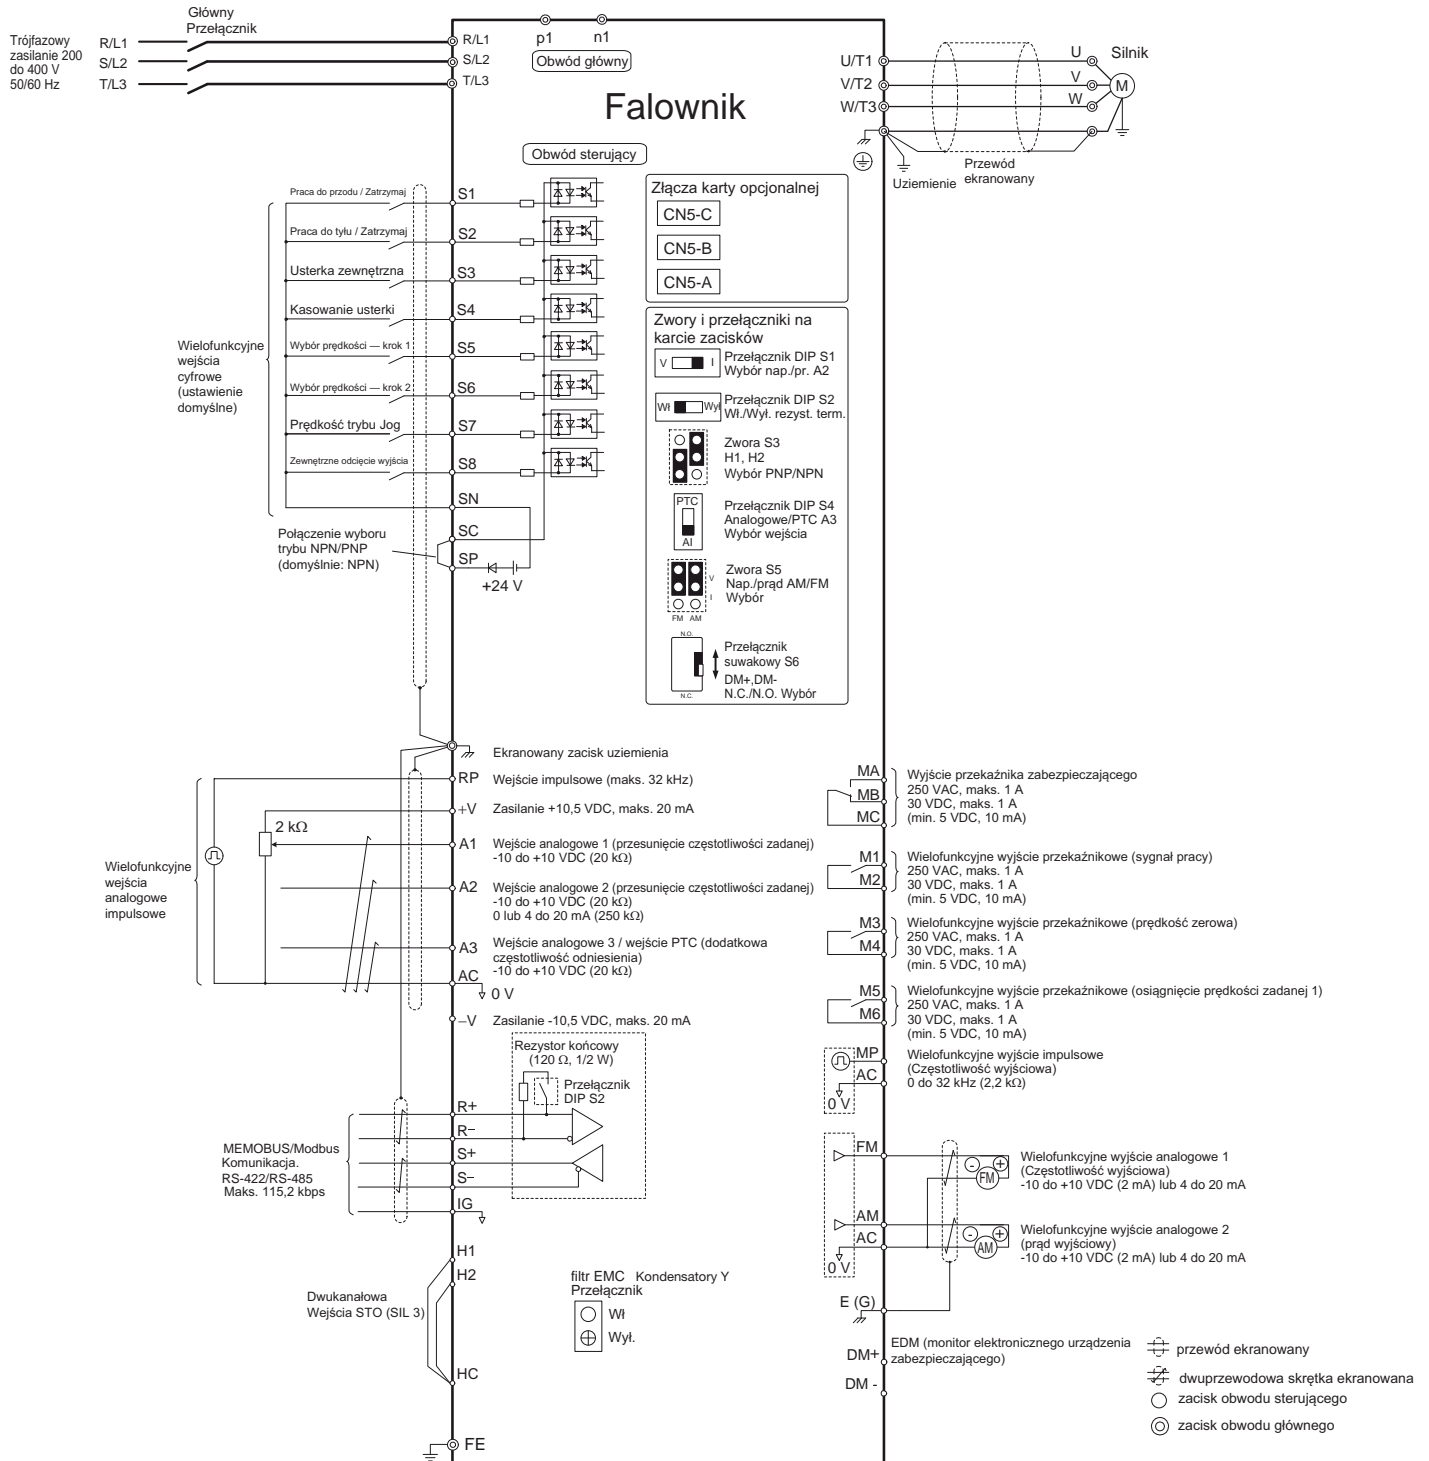 Główny
Przełącznik
Trójfazowy
zasilanie 200
do 400 V
50/60 Hz
R/L1
S/L2
T/L3
R/L1
S/L2
T/L3
p1
n1
Obwód główny
Falownik
U/T1
V/T2
W/T3
U
V
W
Silnik
M
Uziemienie
Przewód
ekranowany
Obwód sterujący
Wielofunkcyjne
wejścia
cyfrowe
(ustawienie
domyślne)
Praca do przodu / Zatrzymaj
S1
Praca do tyłu / Zatrzymaj
S2
Usterka zewnętrzna
S3
Kasowanie usterki
S4
Wybór prędkości — krok 1
S5
Wybór prędkości — krok 2
S6
Prędkość trybu Jog
S7
Zewnętrzne odcięcie wyjścia
S8
SN
SC
SP
+24 V
Połączenie wyboru
trybu NPN/PNP
(domyślnie: NPN)
Złącza karty opcjonalnej
CN5-C
CN5-B
CN5-A
Zwory i przełączniki na
karcie zacisków
V
I
Przełącznik DIP S1
Wybór nap./pr. A2
Wł
Wył
Przełącznik DIP S2
Wł./Wył. rezyst. term.
Zwora S3
H1, H2
Wybór PNP/NPN
PTC
AI
Przełącznik DIP S4
Analogowe/PTC A3
Wybór wejścia
V
I
FM AM
Zwora S5
Nap./prąd AM/FM
Wybór
N.O.
N.C.
Przełącznik
suwakowy S6
DM+,DM-
N.C./N.O. Wybór
Ekranowany zacisk uziemienia
Wielofunkcyjne
wejścia
analogowe
impulsowe
2 kΩ
RP
Wejście impulsowe (maks. 32 kHz)
+V
Zasilanie +10,5 VDC, maks. 20 mA
A1
Wejście analogowe 1 (przesunięcie częstotliwości zadanej)
-10 do +10 VDC (20 kΩ)
A2
Wejście analogowe 2 (przesunięcie częstotliwości zadanej)
-10 do +10 VDC (20 kΩ)
0 lub 4 do 20 mA (250 kΩ)
A3
Wejście analogowe 3 / wejście PTC (dodatkowa
częstotliwość odniesienia)
-10 do +10 VDC (20 kΩ)
AC
0 V
–V
Zasilanie -10,5 VDC, maks. 20 mA
Rezystor końcowy
(120 Ω, 1/2 W)
Przełącznik
DIP S2
MEMOBUS/Modbus
Komunikacja.
RS-422/RS-485
Maks. 115,2 kbps
R+
R–
S+
S–
IG
Dwukanałowa
Wejścia STO (SIL 3)
H1
H2
HC
FE
filtr EMC Kondensatory Y
Przełącznik
Wł
Wył.
MA
MB
MC
Wyjście przekaźnika zabezpieczającego
250 VAC, maks. 1 A
30 VDC, maks. 1 A
(min. 5 VDC, 10 mA)
M1
M2
Wielofunkcyjne wyjście przekaźnikowe (sygnał pracy)
250 VAC, maks. 1 A
30 VDC, maks. 1 A
(min. 5 VDC, 10 mA)
M3
M4
Wielofunkcyjne wyjście przekaźnikowe (prędkość zerowa)
250 VAC, maks. 1 A
30 VDC, maks. 1 A
(min. 5 VDC, 10 mA)
M5
M6
Wielofunkcyjne wyjście przekaźnikowe (osiągnięcie prędkości zadanej 1)
250 VAC, maks. 1 A
30 VDC, maks. 1 A
(min. 5 VDC, 10 mA)
MP
AC
0 V
Wielofunkcyjne wyjście impulsowe
(Częstotliwość wyjściowa)
0 do 32 kHz (2,2 kΩ)
FM
- +
FM
Wielofunkcyjne wyjście analogowe 1
(Częstotliwość wyjściowa)
-10 do +10 VDC (2 mA) lub 4 do 20 mA
AM
AC
0 V
- +
AM
Wielofunkcyjne wyjście analogowe 2
(prąd wyjściowy)
-10 do +10 VDC (2 mA) lub 4 do 20 mA
E (G)
DM+
DM -
EDM (monitor elektronicznego urządzenia
zabezpieczającego)
przewód ekranowany
dwuprzewodowa skrętka ekranowana
zacisk obwodu sterującego
zacisk obwodu głównego